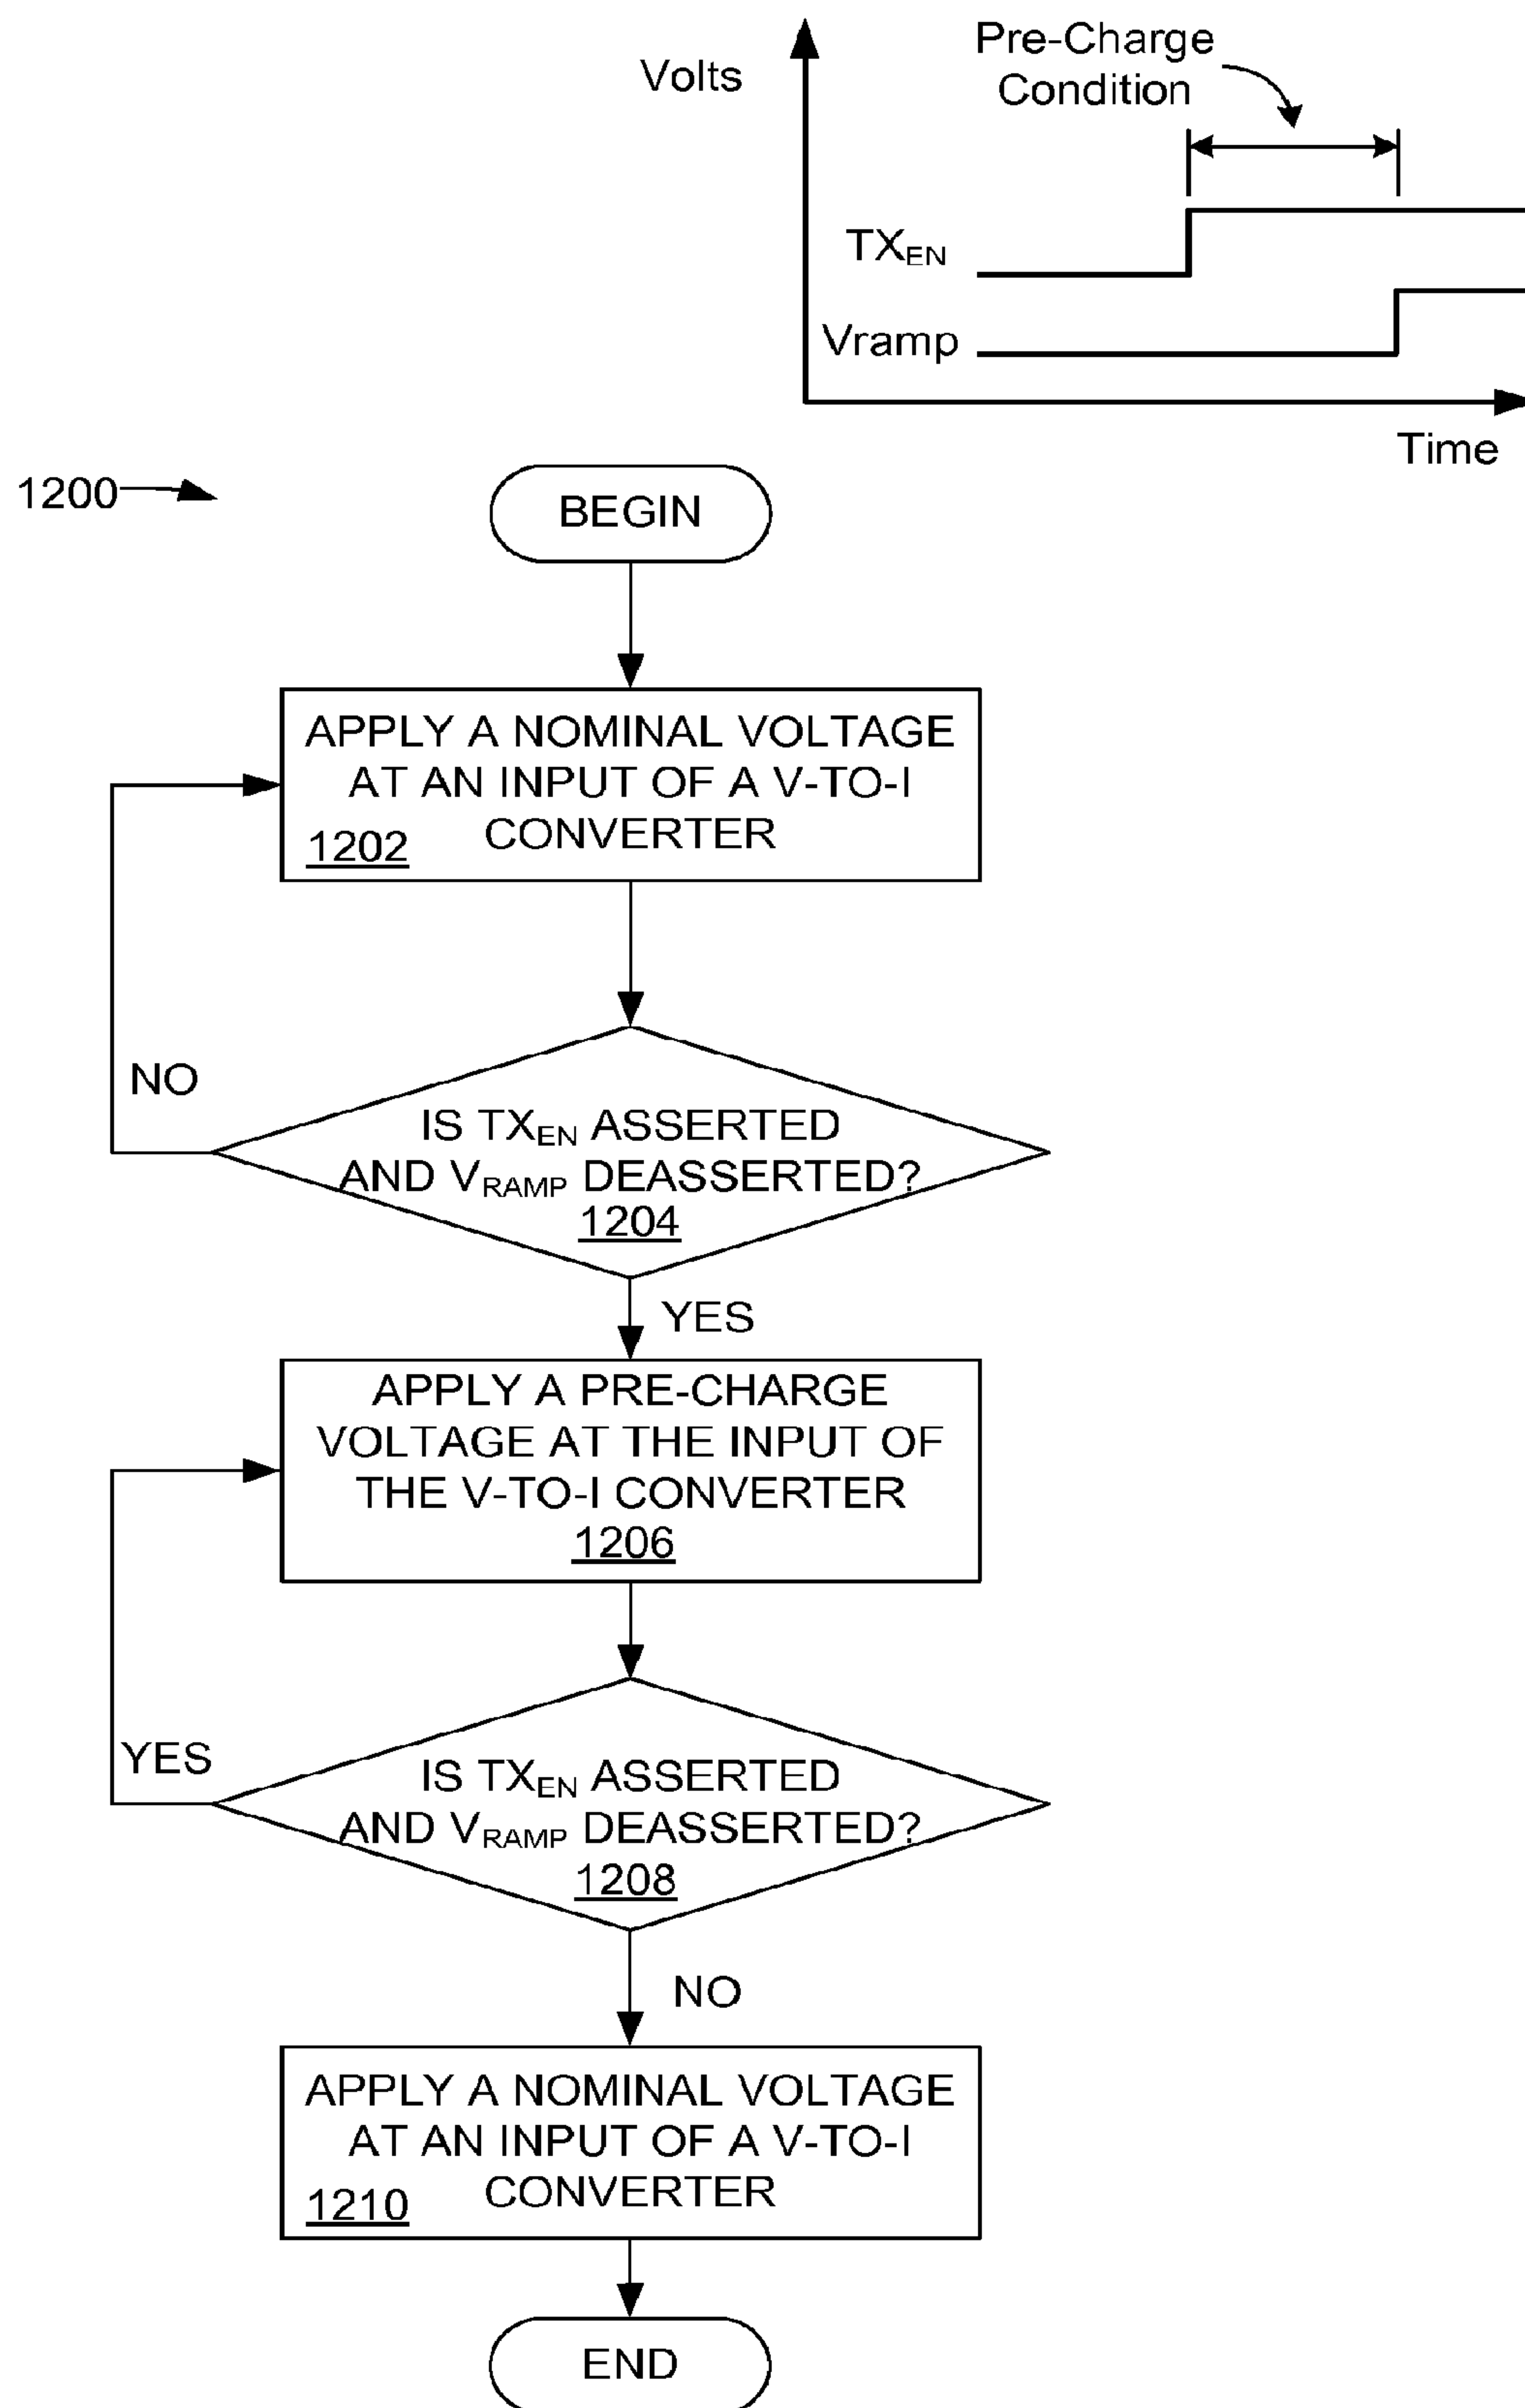 Volts
Pre-Charge
Condition
TXEN
Vramp
Time
1200
BEGIN
APPLY A NOMINAL VOLTAGE
AT AN INPUT OF A V-TO-I
CONVERTER
1202
NO
IS TXEN ASSERTED
AND VRAMP DEASSERTED?
1204
YES
APPLY A PRE-CHARGE
VOLTAGE AT THE INPUT OF
THE V-TO-I CONVERTER
1206
YES
IS TXEN ASSERTED
AND VRAMP DEASSERTED?
1208
NO
APPLY A NOMINAL VOLTAGE
AT AN INPUT OF A V-TO-I
CONVERTER
1210
END